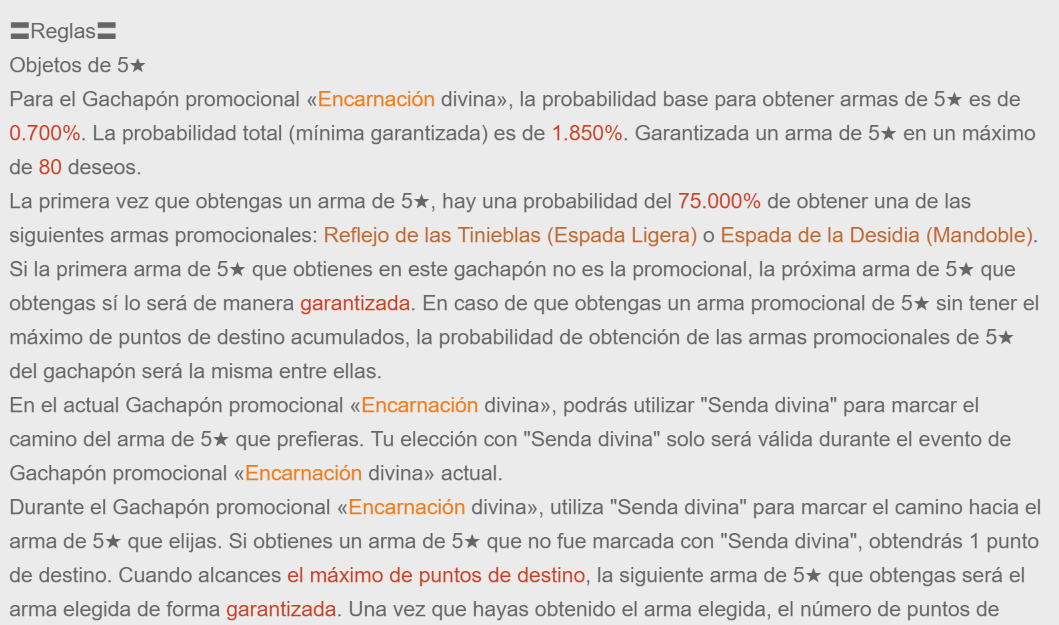 〓Reglas〓
Objetos de 5★
Para el Gachapón promocional «Encarnación divina», la probabilidad base para obtener armas de 5★ es de
0.700%. La probabilidad total (mínima garantizada) es de 1.850%. Garantizada un arma de 5★ en un máximo
de 80 deseos.
La primera vez que obtengas un arma de 5★, hay una probabilidad del 75.000% de obtener una de las
siguientes armas promocionales: Reflejo de las Tinieblas (Espada Ligera) o Espada de la Desidia (Mandoble).
Si la primera arma de 5★ que obtienes en este gachapón no es la promocional, la próxima arma de 5★ que
obtengas sí lo será de manera garantizada. En caso de que obtengas un arma promocional de 5★ sin tener el
máximo de puntos de destino acumulados, la probabilidad de obtención de las armas promocionales de 5★
del gachapón será la misma entre ellas.
En el actual Gachapón promocional «Encarnación divina», podrás utilizar "Senda divina" para marcar el
camino del arma de 5★ que prefieras. Tu elección con "Senda divina" solo será válida durante el evento de
Gachapón promocional «Encarnación divina» actual.
Durante el Gachapón promocional «Encarnación divina», utiliza "Senda divina" para marcar el camino hacia el
arma de 5★ que elijas. Si obtienes un arma de 5★ que no fue marcada con "Senda divina", obtendrás 1 punto
de destino. Cuando alcances el máximo de puntos de destino, la siguiente arma de 5★ que obtengas será el
arma elegida de forma garantizada. Una vez que hayas obtenido el arma elegida, el número de puntos de